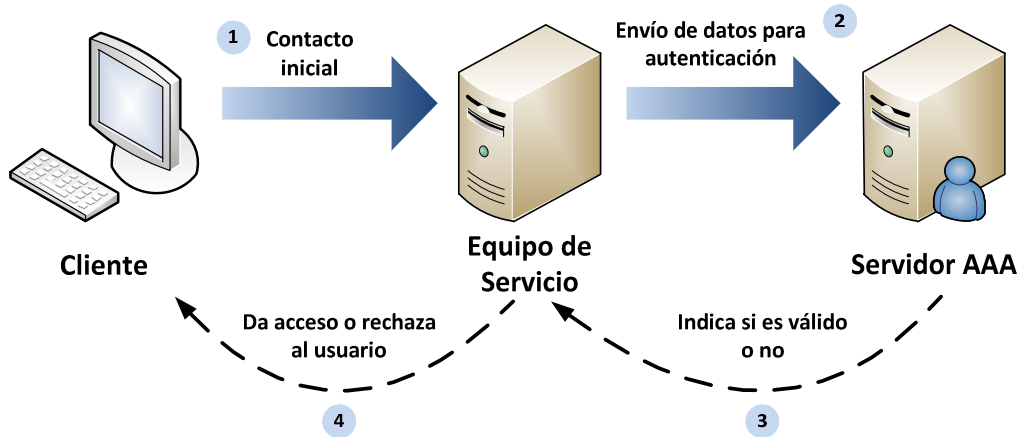 1
Contacto
inicial
Envío de datos para
autenticación
2
Cliente
Equipo de
Servicio
Servidor AAA
Indica si es válido
o no
3
Da acceso o rechaza
al usuario
4